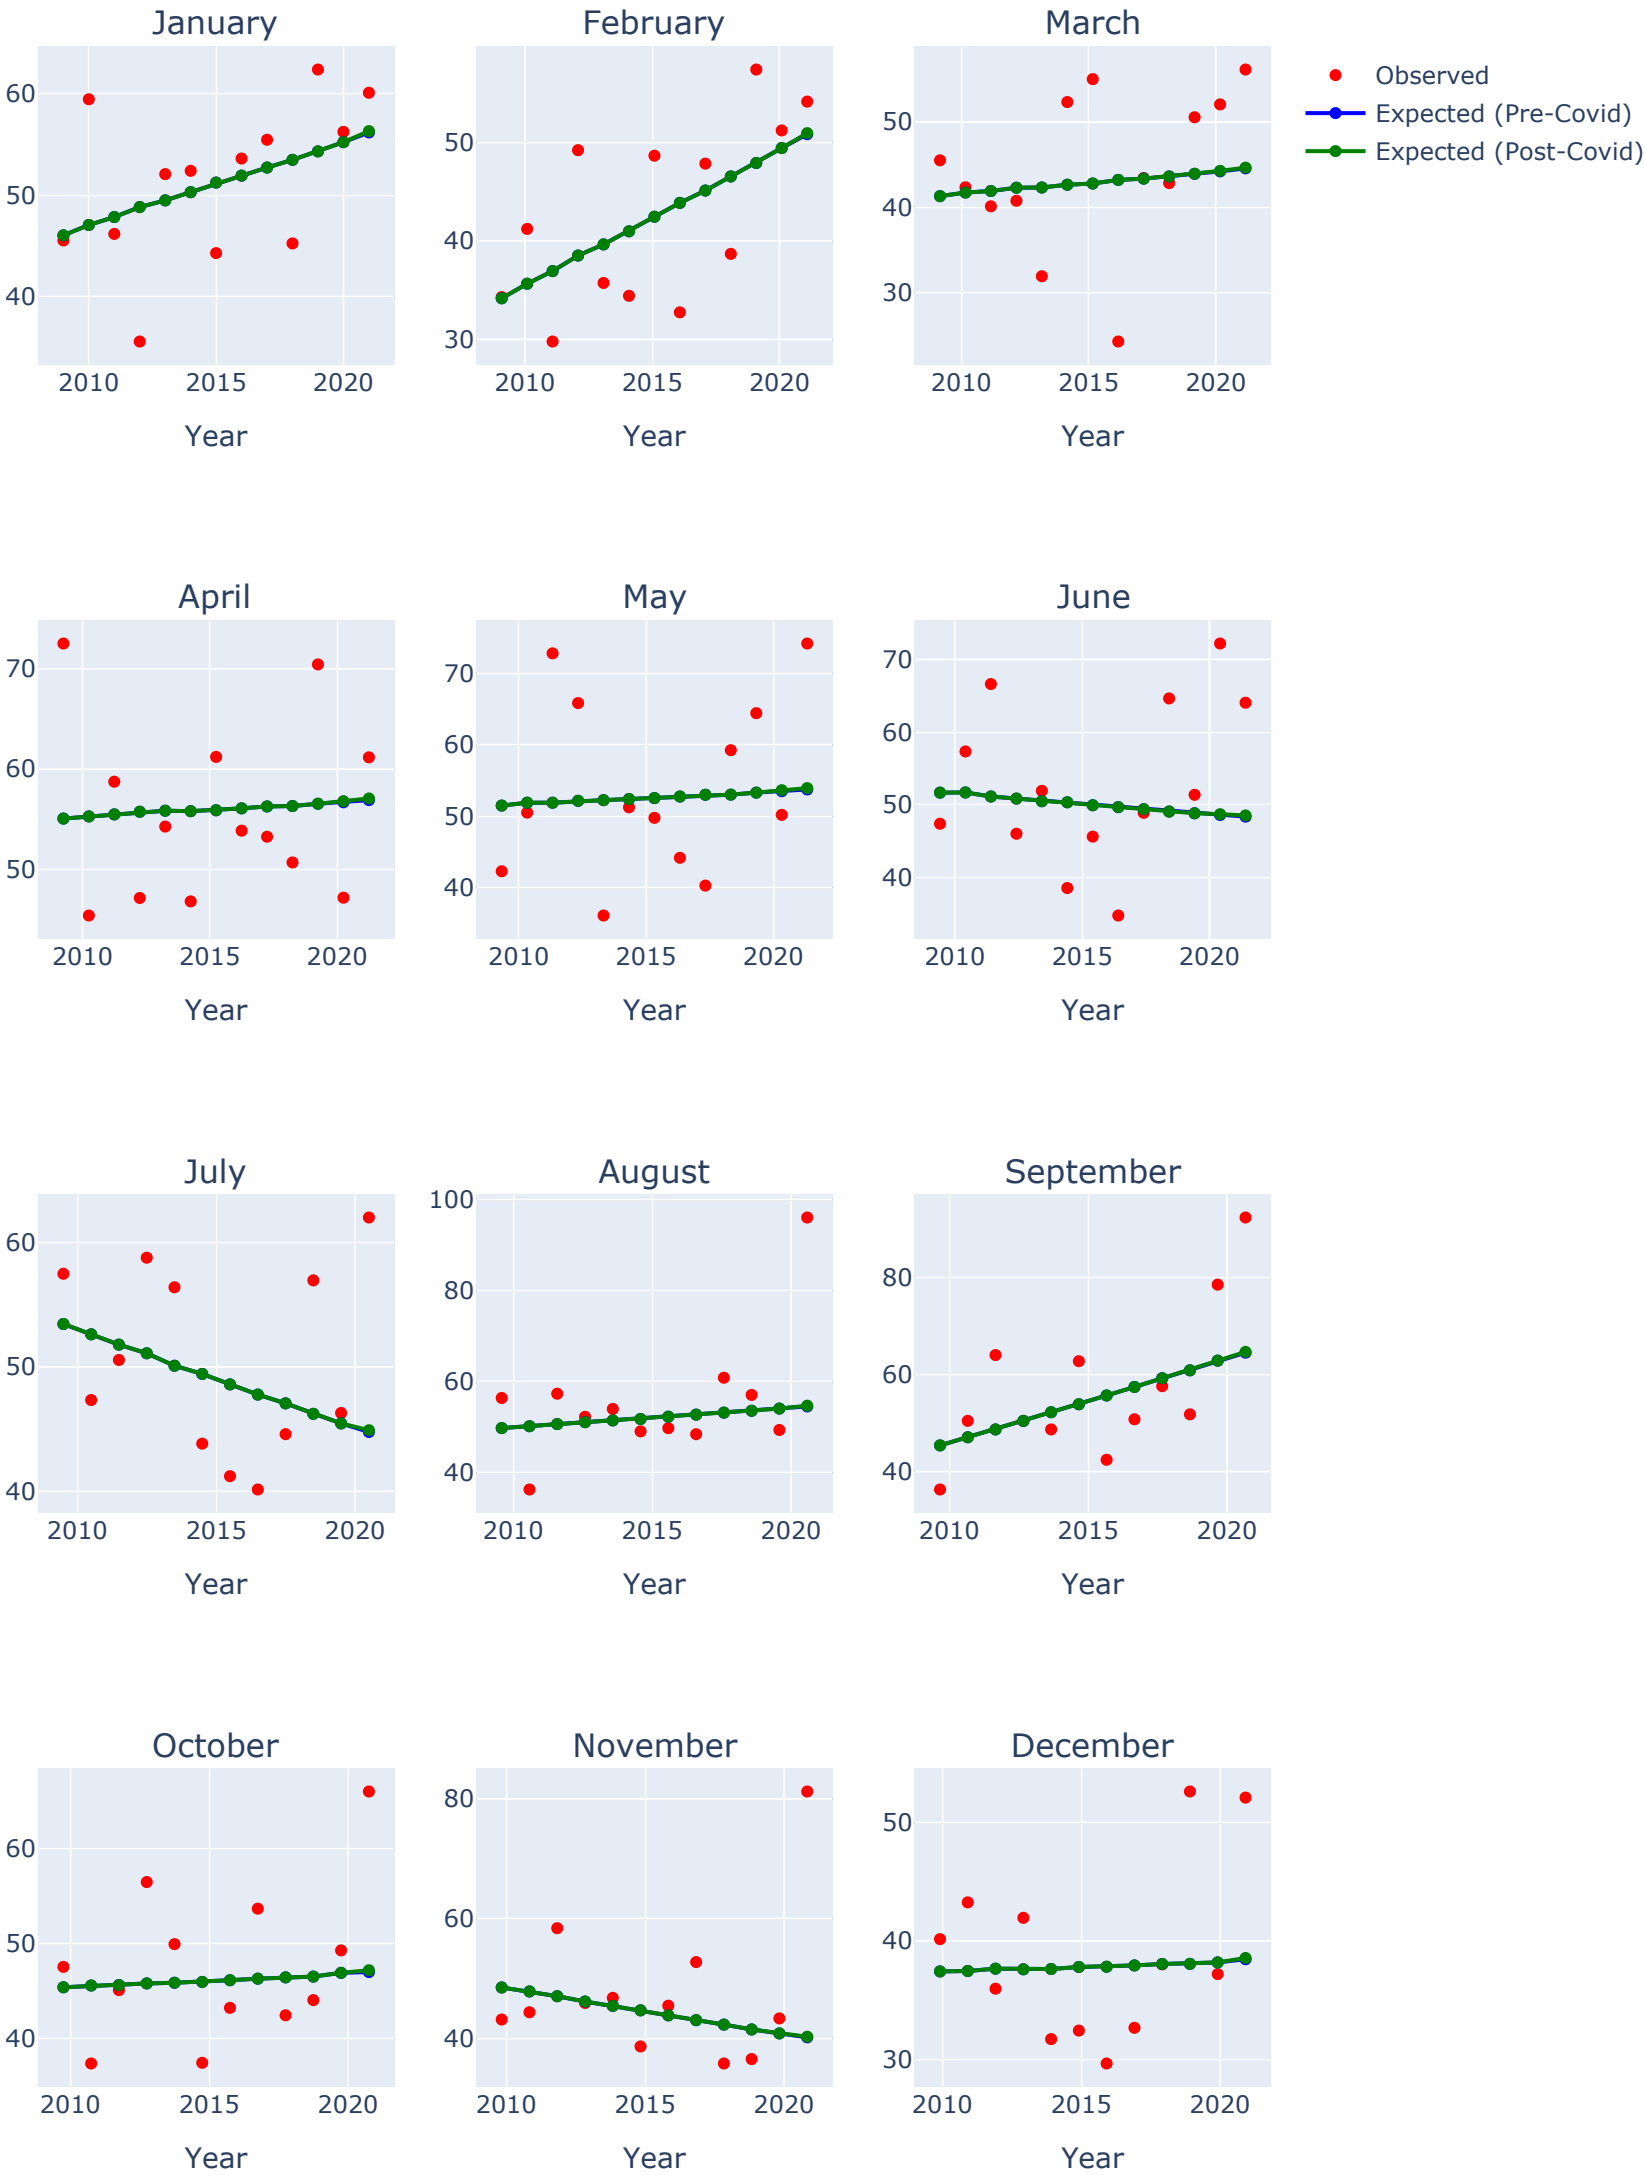 January February March
60
50
40
2010 2015 2020
Year
50
40
30
2010 2015 2020
Year
50
40
30
2010 2015 2020
Year
Observed
Expected (Pre-Covid)
Expected (Post-Covid)
April May June
70
60
50
2010 2015 2020
Year
70
60
50
40
2010 2015 2020
Year
70
60
50
40
2010 2015 2020
Year
July August September
60
50
40
2010 2015 2020
Year
100
80
60
40
2010 2015 2020
Year
80
60
40
2010 2015 2020
Year
October November December
60
50
40
2010 2015 2020
Year
80
60
40
2010 2015 2020
Year
50
40
30
2010 2015 2020
Year